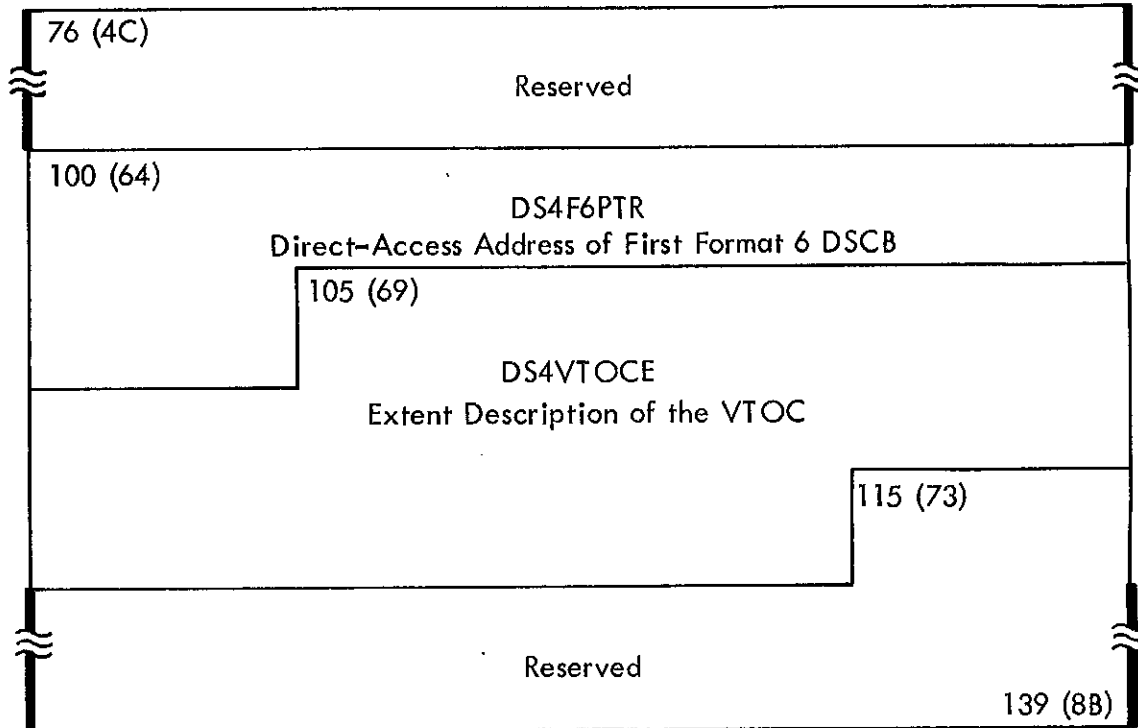 76 (4C)
Reserved
100 (64)
DS4F6PTR
Direct-Access Address of First Format 6 DSCB
105 (69)
DS4VTOCE
Extent Description of the VTOC
115 (73)
Reserved
139 (8B)